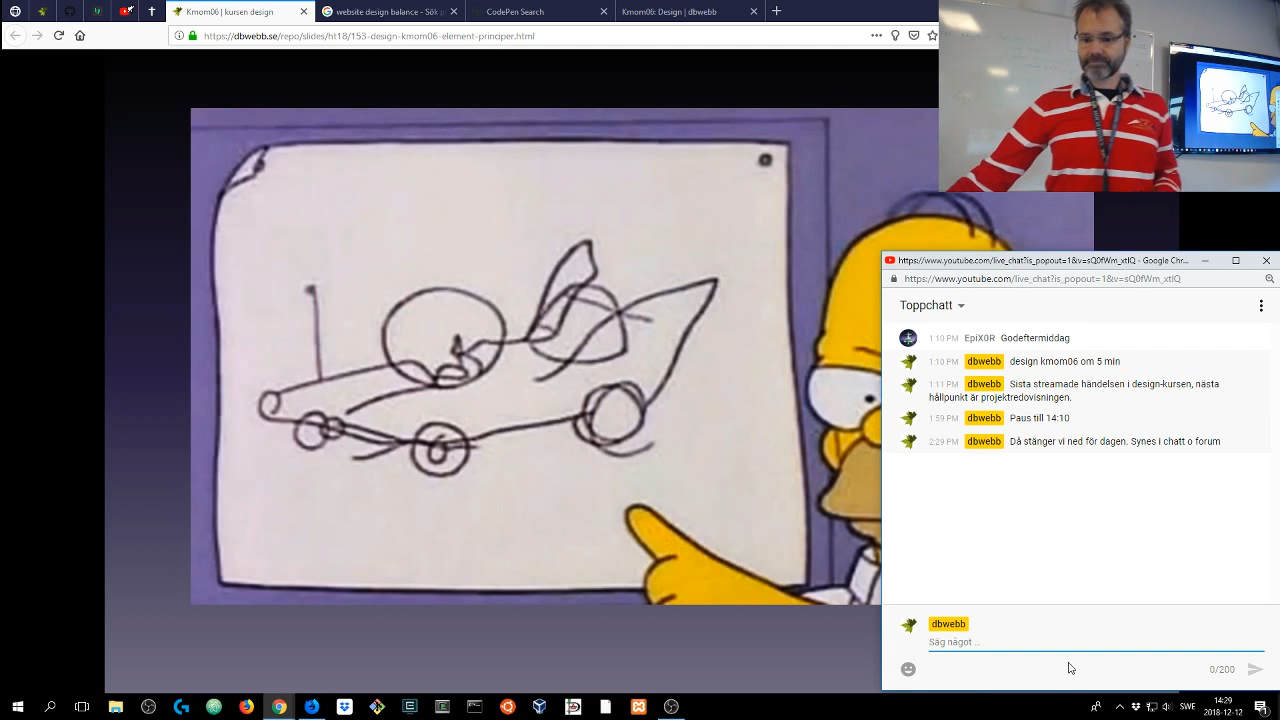 Kmom06 | kursen design
website design balance - Sök p
CodePen Search
Kmom06: Design | dbwebb
https://dbwebb.se/repo/slides/ht18/153-design-kmom06-element-principer.html
https://www.youtube.com/live_chat?is_popout=1&v=sQ0fWm_xtIQ - Google Chr...
https://www.youtube.com/live_chat?is_popout=1&v=sQ0fWm_xtIQ
Toppchatt
1:10 PM EpiX0R Godeftermiddag
1:10 PM dbwebb design kmom06 om 5 min
1:11 PM dbwebb Sista streamade händelsen i design-kursen, nästa
hållpunkt är projektredovisningen.
1:59 PM dbwebb Paus till 14:10
2:29 PM dbwebb Då stänger vi ned för dagen. Synes i chatt o forum
dbwebb
Säg något ...
0/200
SWE
14:29
2018-12-12